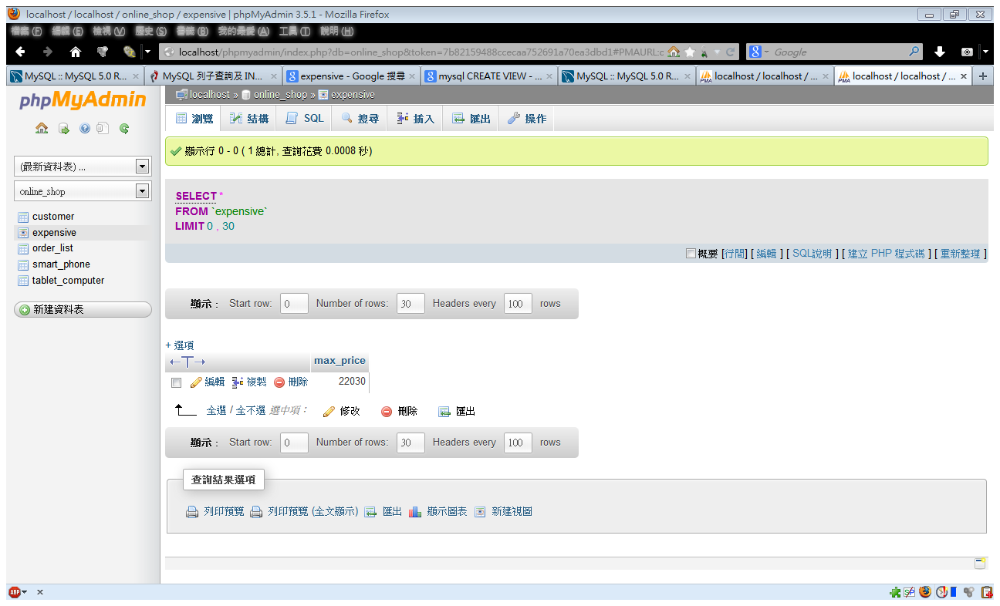 localhost / localhost / online_shop / expensive | phpMyAdmin 3.5.1 - Mozilla Firefox
檔案 (F) 編輯 (E) 檢視 (V) 歷史 (S) 書籤 (B) 我的最愛 (A) 工具 (T) 說明 (H)
localhost/phpmyadmin/index.php?db=online_shop&token=7b82159488ccecaa752691a70ea3dbd1#PMAURL:c Google
MySQL :: MySQL 5.0 R... MySQL 列子查詢及 IN... expensive - Google 搜尋 mysql CREATE VIEW - ... MySQL :: MySQL 5.0 R... localhost / localhost / ... localhost / localhost / ...
phpMyAdmin
localhost » online_shop » expensive
瀏覽 結構 SQL 搜尋 插入 匯出 操作
顯示行 0 - 0 ( 1 總計, 查詢花費 0.0008 秒)
(最新資料表) ...
online_shop
customer
expensive
order_list
smart_phone
tablet_computer
新建資料表
SELECT *
FROM `expensive`
LIMIT 0 , 30
概要 [行間] [ 編輯 ] [ SQL說明 ] [ 建立 PHP 程式碼 ] [ 重新整理 ]
顯示 : Start row: 0 Number of rows: 30 Headers every 100 rows
+ 選項
←T→ max_price
編輯 複製 刪除 22030
全選 / 全不選 選中項： 修改 刪除 匯出
顯示 : Start row: 0 Number of rows: 30 Headers every 100 rows
查詢結果選項
列印預覽 列印預覽 (全文顯示) 匯出 顯示圖表 新建視圖
ABP